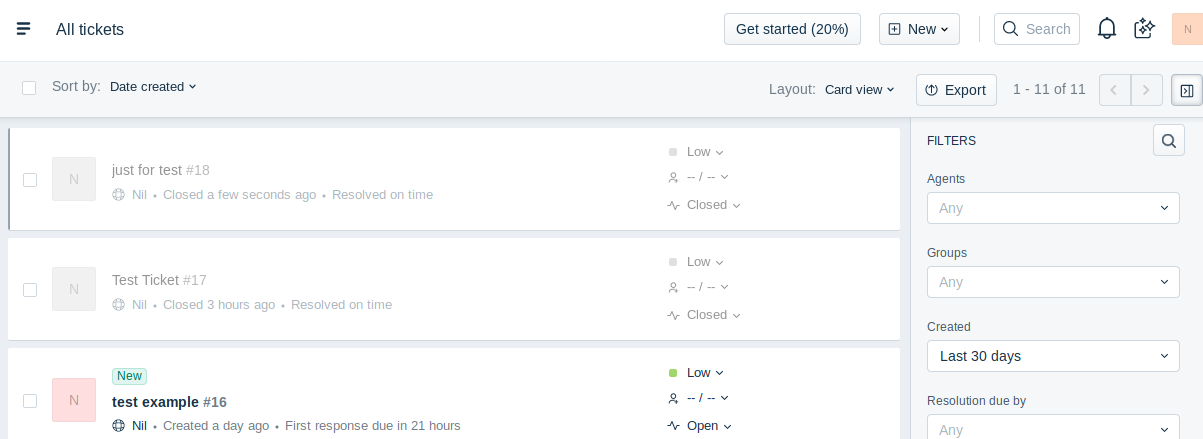 All tickets
Get started (20%)
New
Search
N
Sort by: Date created
Layout: Card view
Export
1 - 11 of 11
N
just for test #18
Nil • Closed a few seconds ago • Resolved on time
Low
-- / --
Closed
N
Test Ticket #17
Nil • Closed 3 hours ago • Resolved on time
Low
-- / --
Closed
N
New
test example #16
Nil • Created a day ago • First response due in 21 hours
Low
-- / --
Open
FILTERS
Agents
Any
Groups
Any
Created
Last 30 days
Resolution due by
Any